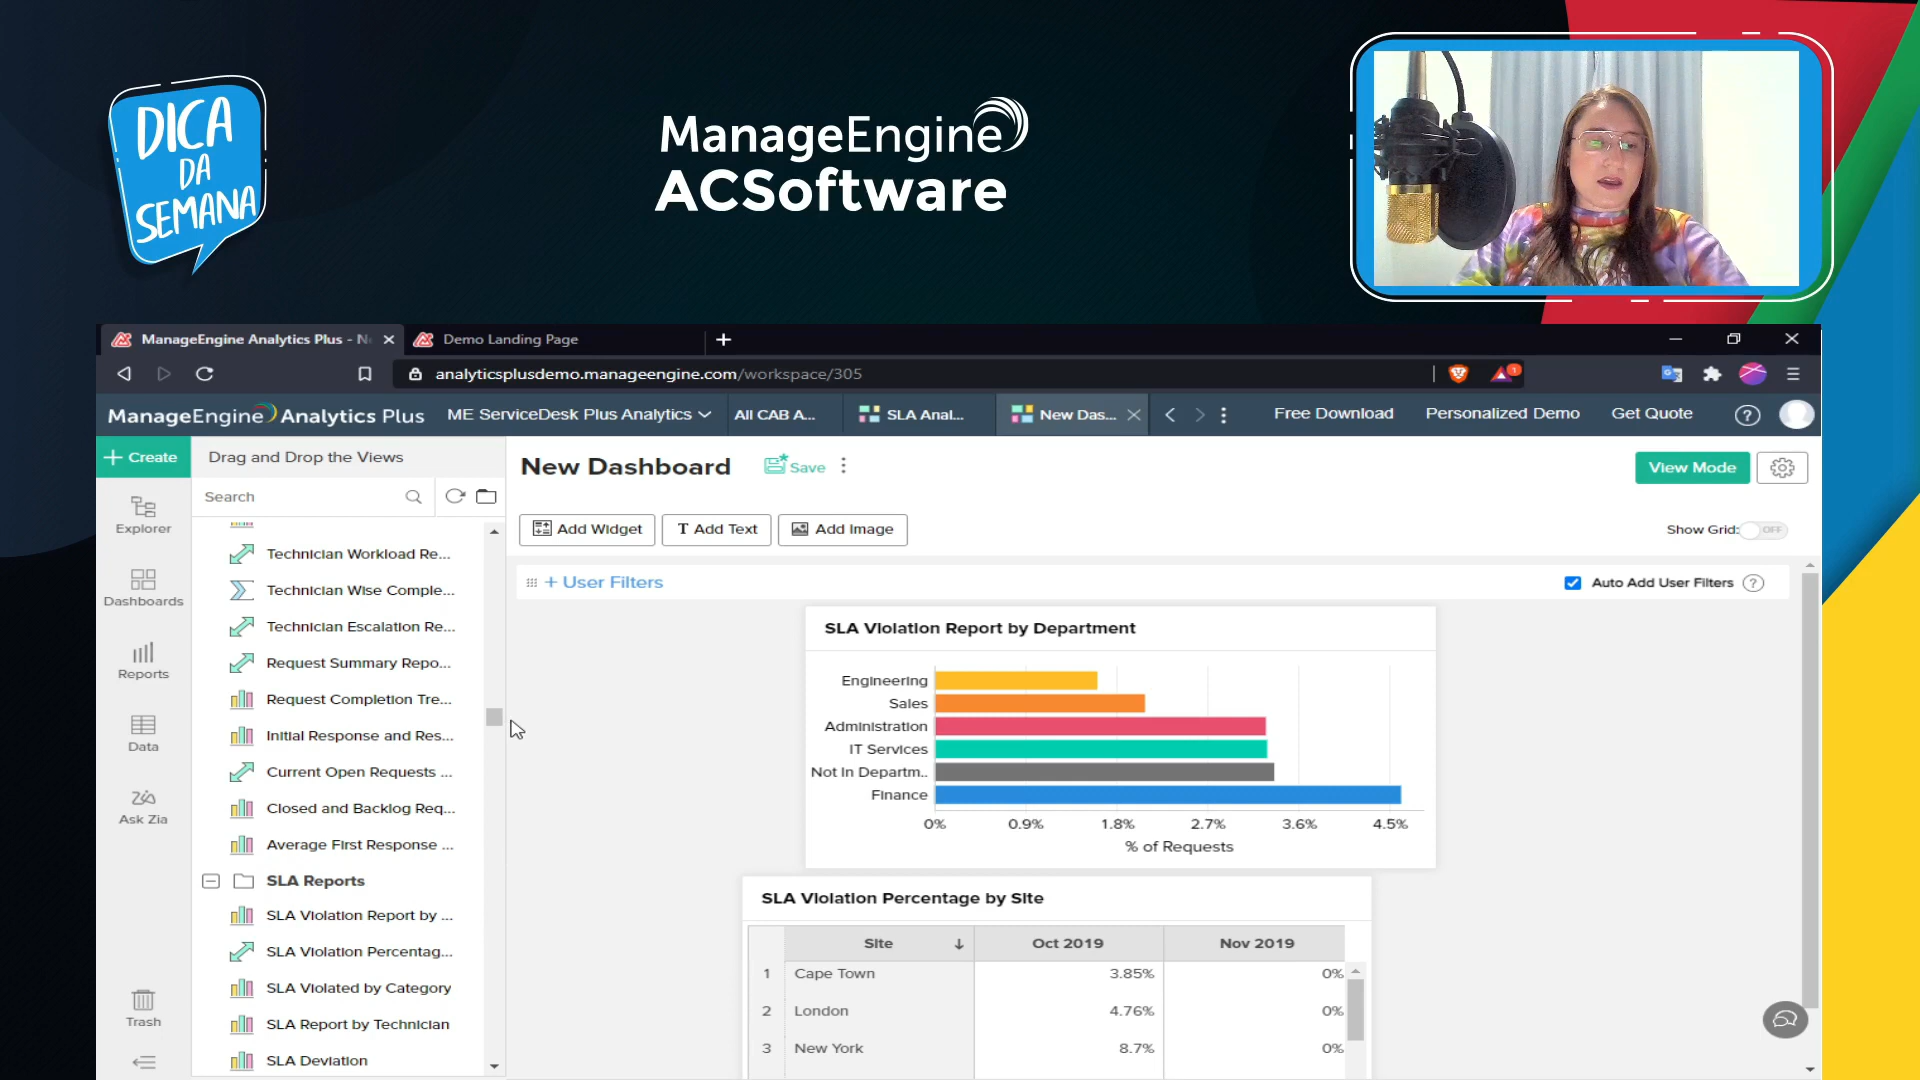 DICA
DA
SEMANA
ManageEngine
ACSoftware
ManageEngine Analytics Plus - N
Demo Landing Page
analyticsplusdemo.manageengine.com/workspace/305
1
ManageEngine Analytics Plus
ME ServiceDesk Plus Analytics
All CAB A...
SLA Anal...
New Das...
Free Download
Personalized Demo
Get Quote
?
+ Create
Drag and Drop the Views
Search
Explorer
Dashboards
Reports
Data
Ask Zia
Trash
Technician Workload Re...
Technician Wise Comple...
Technician Escalation Re...
Request Summary Repo...
Request Completion Tre...
Initial Response and Res...
Current Open Requests ...
Closed and Backlog Req...
Average First Response ...
SLA Reports
SLA Violation Report by ...
SLA Violation Percentag...
SLA Violated by Category
SLA Report by Technician
SLA Deviation
New Dashboard
Save
View Mode
Add Widget
T Add Text
Add Image
Show Grid: OFF
+ User Filters
Auto Add User Filters ?
SLA Violation Report by Department
Engineering
Sales
Administration
IT Services
Not In Departm..
Finance
0% 0.9% 1.8% 2.7% 3.6% 4.5%
% of Requests
SLA Violation Percentage by Site
Site Oct 2019 Nov 2019
1 Cape Town 3.85% 0%
2 London 4.76% 0%
3 New York 8.7% 0%